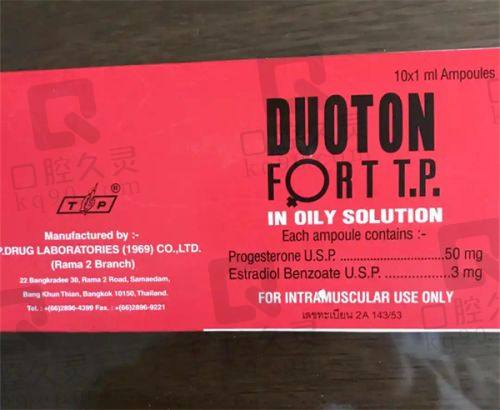 10x1 ml Ampoules
DUOTON
FORT T.P.
IN OILY SOLUTION
Each ampoule contains :-
Progesterone U.S.P. ..............................50 mg
Estradiol Benzoate U.S.P. ....................3 mg
FOR INTRAMUSCULAR USE ONLY
เลขทะเบียน 2A 143/53
TP®
Manufactured by :-
P.DRUG LABORATORIES (1969) CO.,LTD.
(Rama 2 Branch)
22 Bangkradee 30, Rama 2 Road, Samaedam,
Bang Khun Thian, Bangkok 10150, Thailand.
Tel. : +(66)2896-4399 Fax. : +(66)2896-9221
口腔久灵
kq90.com